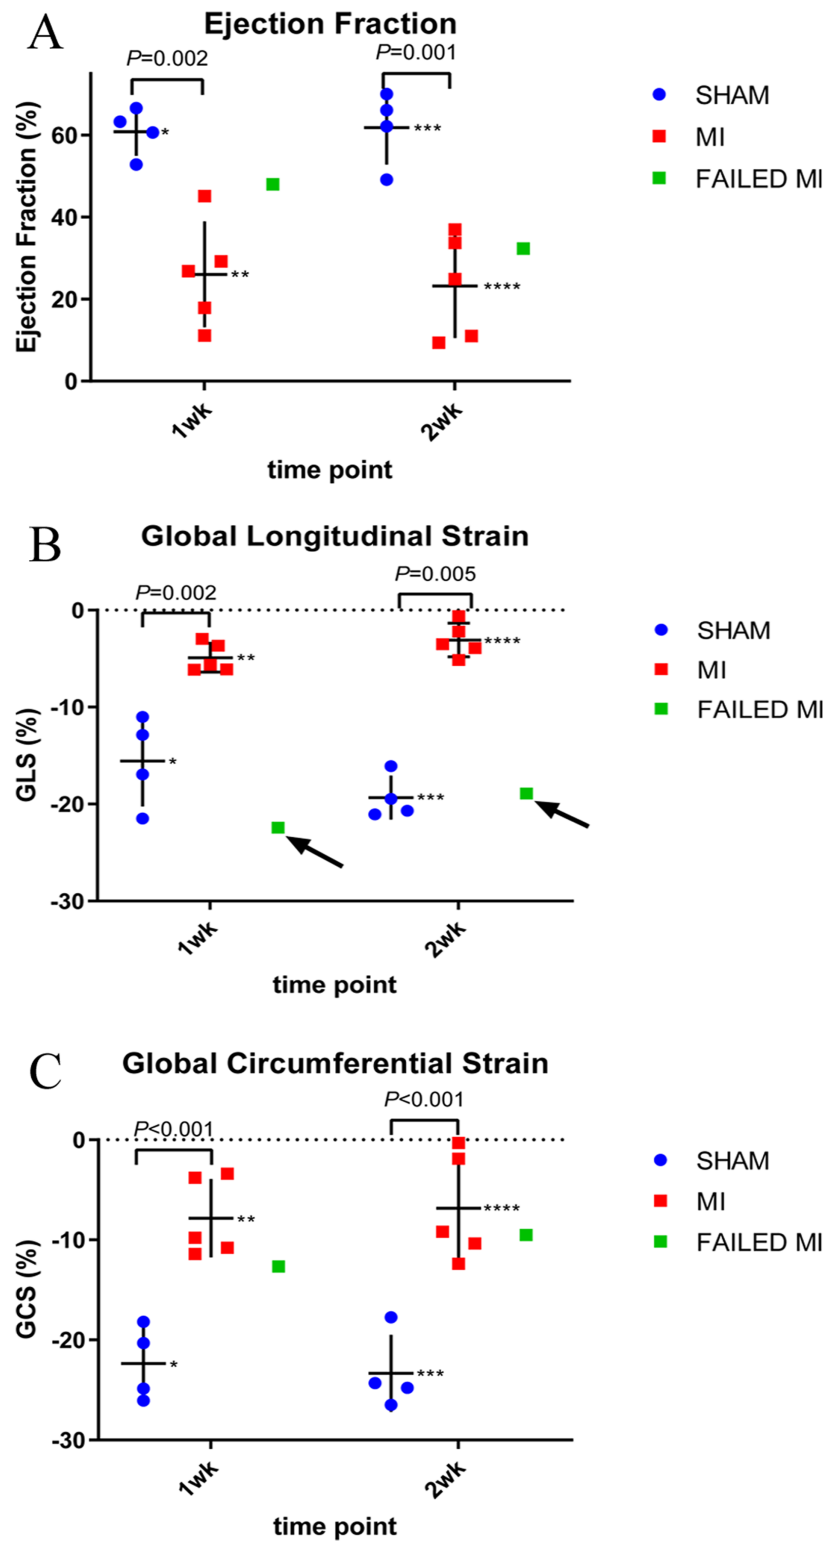 A
Ejection Fraction
P=0.002
P=0.001
Ejection Fraction (%)
60
40
20
0
*
**
***
****
1wk
2wk
time point
SHAM
MI
FAILED MI
B
Global Longitudinal Strain
P=0.002
P=0.005
GLS (%)
0
-10
-20
-30
*
**
***
****
1wk
2wk
time point
SHAM
MI
FAILED MI
C
Global Circumferential Strain
P<0.001
P<0.001
GCS (%)
0
-10
-20
-30
*
**
***
****
1wk
2wk
time point
SHAM
MI
FAILED MI